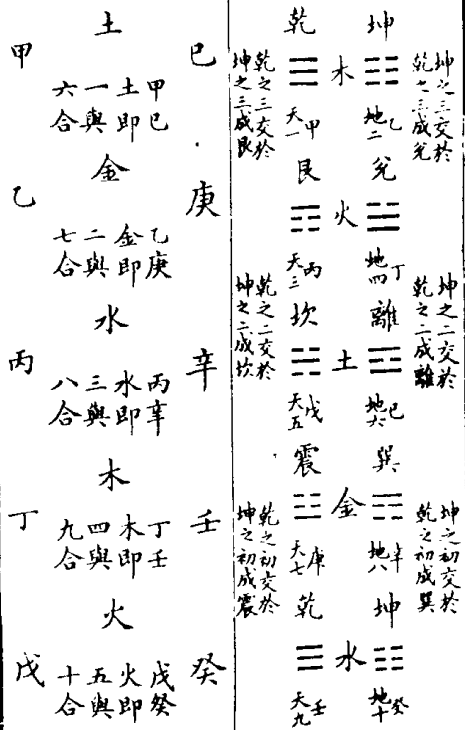 坤
乾
坤之三交於
乾之三成兌
乙
地二
木
甲
天一
乾之三交於
坤之三成艮
兌
艮
丁
地四
火
丙
天三
離
坎
坤之二交於
乾之二成離
巳
地六
土
戊
天五
乾之二交於
坤之二成坎
巽
震
坤之初交於
乾之初成巽
辛
地八
金
庚
天七
乾之初交於
坤之初成震
坤
乾
癸
地十
水
壬
天九
巳
土
甲
甲巳
土即
一與
六合
庚
金
乙
乙庚
金即
二與
七合
辛
水
丙
丙辛
水即
三與
八合
壬
木
丁
丁壬
木即
四與
九合
癸
火
戊
戊癸
火即
五與
十合